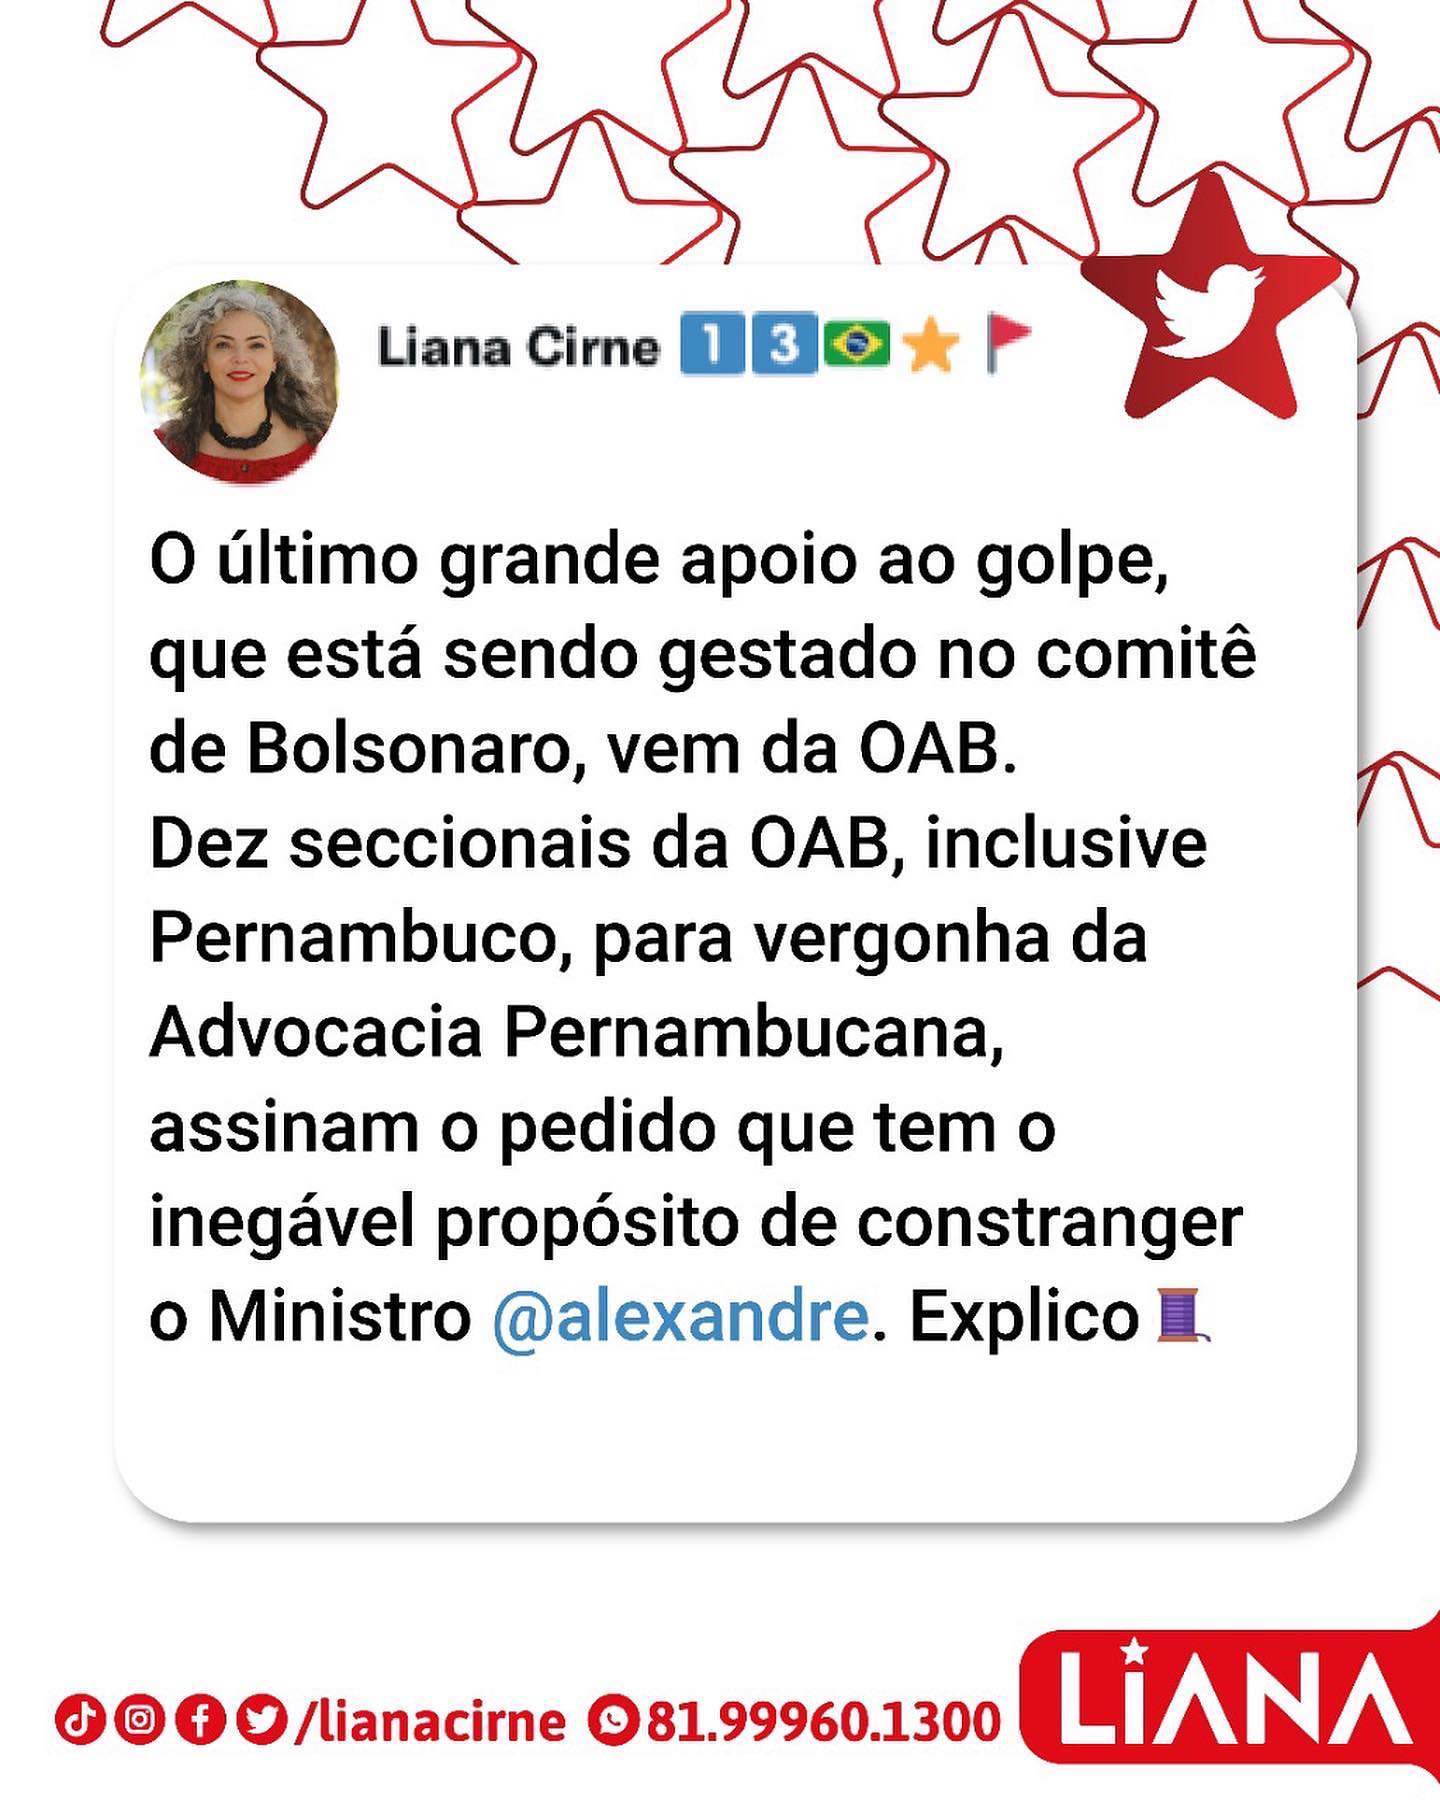 Liana Cirne 1️⃣3️⃣🇧🇷⭐🚩
O último grande apoio ao golpe,
que está sendo gestado no comitê
de Bolsonaro, vem da OAB.
Dez seccionais da OAB, inclusive
Pernambuco, para vergonha da
Advocacia Pernambucana,
assinam o pedido que tem o
inegável propósito de constranger
o Ministro @alexandre. Explico🧵
/lianacirne 81.99960.1300
LiANA